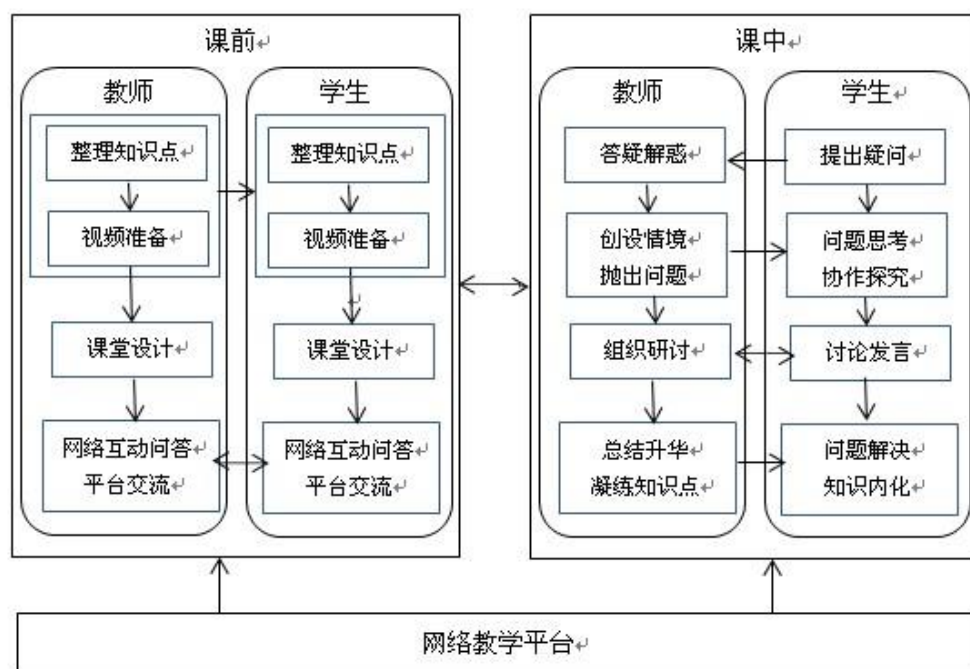 课前
教师
学生
整理知识点
视频准备
课堂设计
网络互动问答
平台交流
整理知识点
视频准备
课堂设计
网络互动问答
平台交流
课中
教师
学生
答疑解惑
创设情境
抛出问题
组织研讨
总结升华
凝练知识点
提出疑问
问题思考
协作探究
讨论发言
问题解决
知识内化
网络教学平台